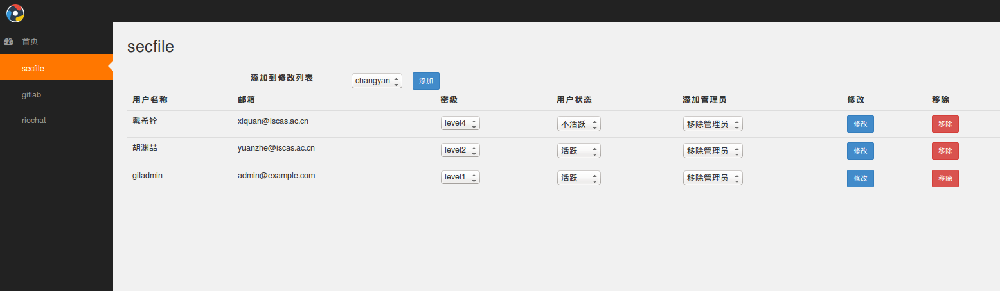 首页
secfile
gitlab
riochat
secfile
添加到修改列表 changyan 添加
用户名称 邮箱 密级 用户状态 添加管理员 修改 移除
戴希铨 xiquan@iscas.ac.cn level4 不活跃 移除管理员 修改 移除
胡渊喆 yuanzhe@iscas.ac.cn level2 活跃 移除管理员 修改 移除
gitadmin admin@example.com level1 活跃 移除管理员 修改 移除